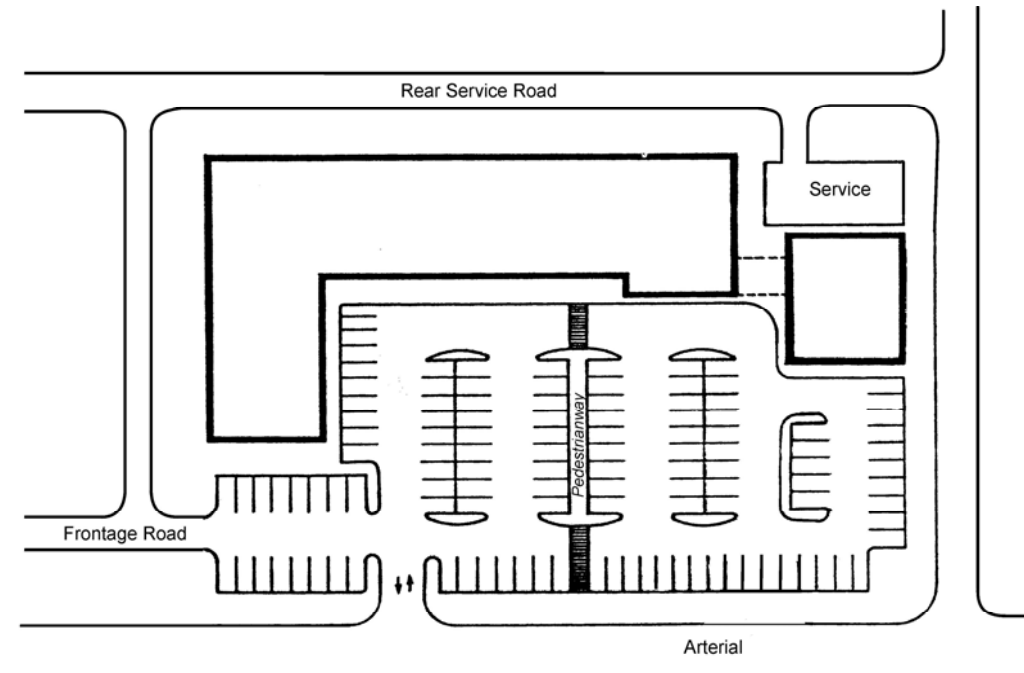 Rear Service Road
Service
Pedestrianway
Frontage Road
Arterial